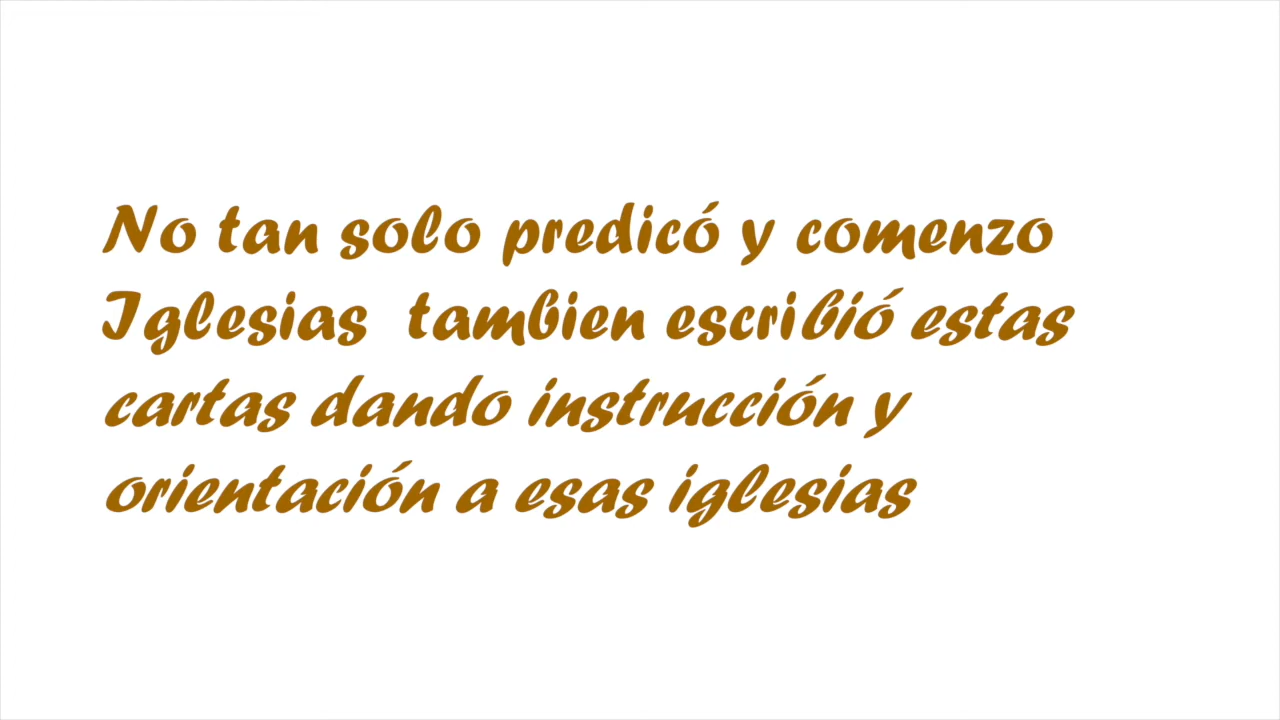 No tan solo predicó y comenzo
Iglesias  tambien escribió estas
cartas dando instrucción y
orientación a esas iglesias